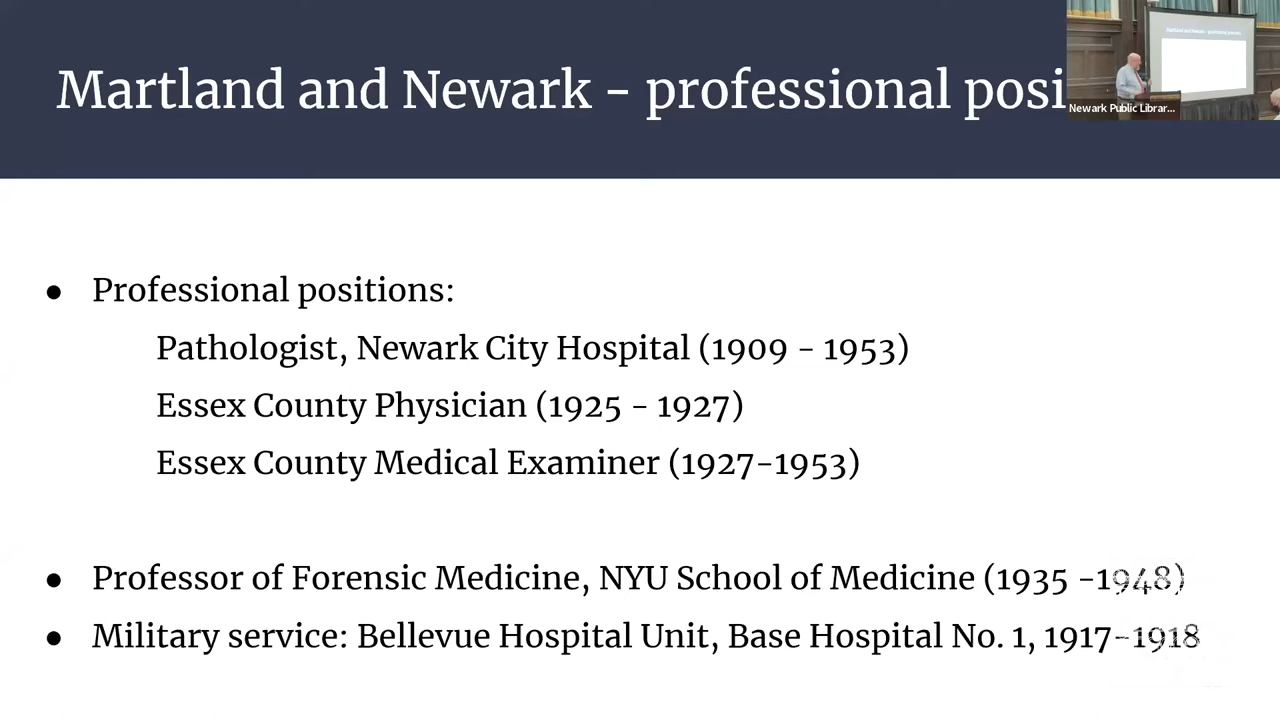 Martland and Newark - professional posi
Newark Public Librar...
● Professional positions:
Pathologist, Newark City Hospital (1909 - 1953)
Essex County Physician (1925 - 1927)
Essex County Medical Examiner (1927-1953)
● Professor of Forensic Medicine, NYU School of Medicine (1935 -1948)
● Military service: Bellevue Hospital Unit, Base Hospital No. 1, 1917-1918